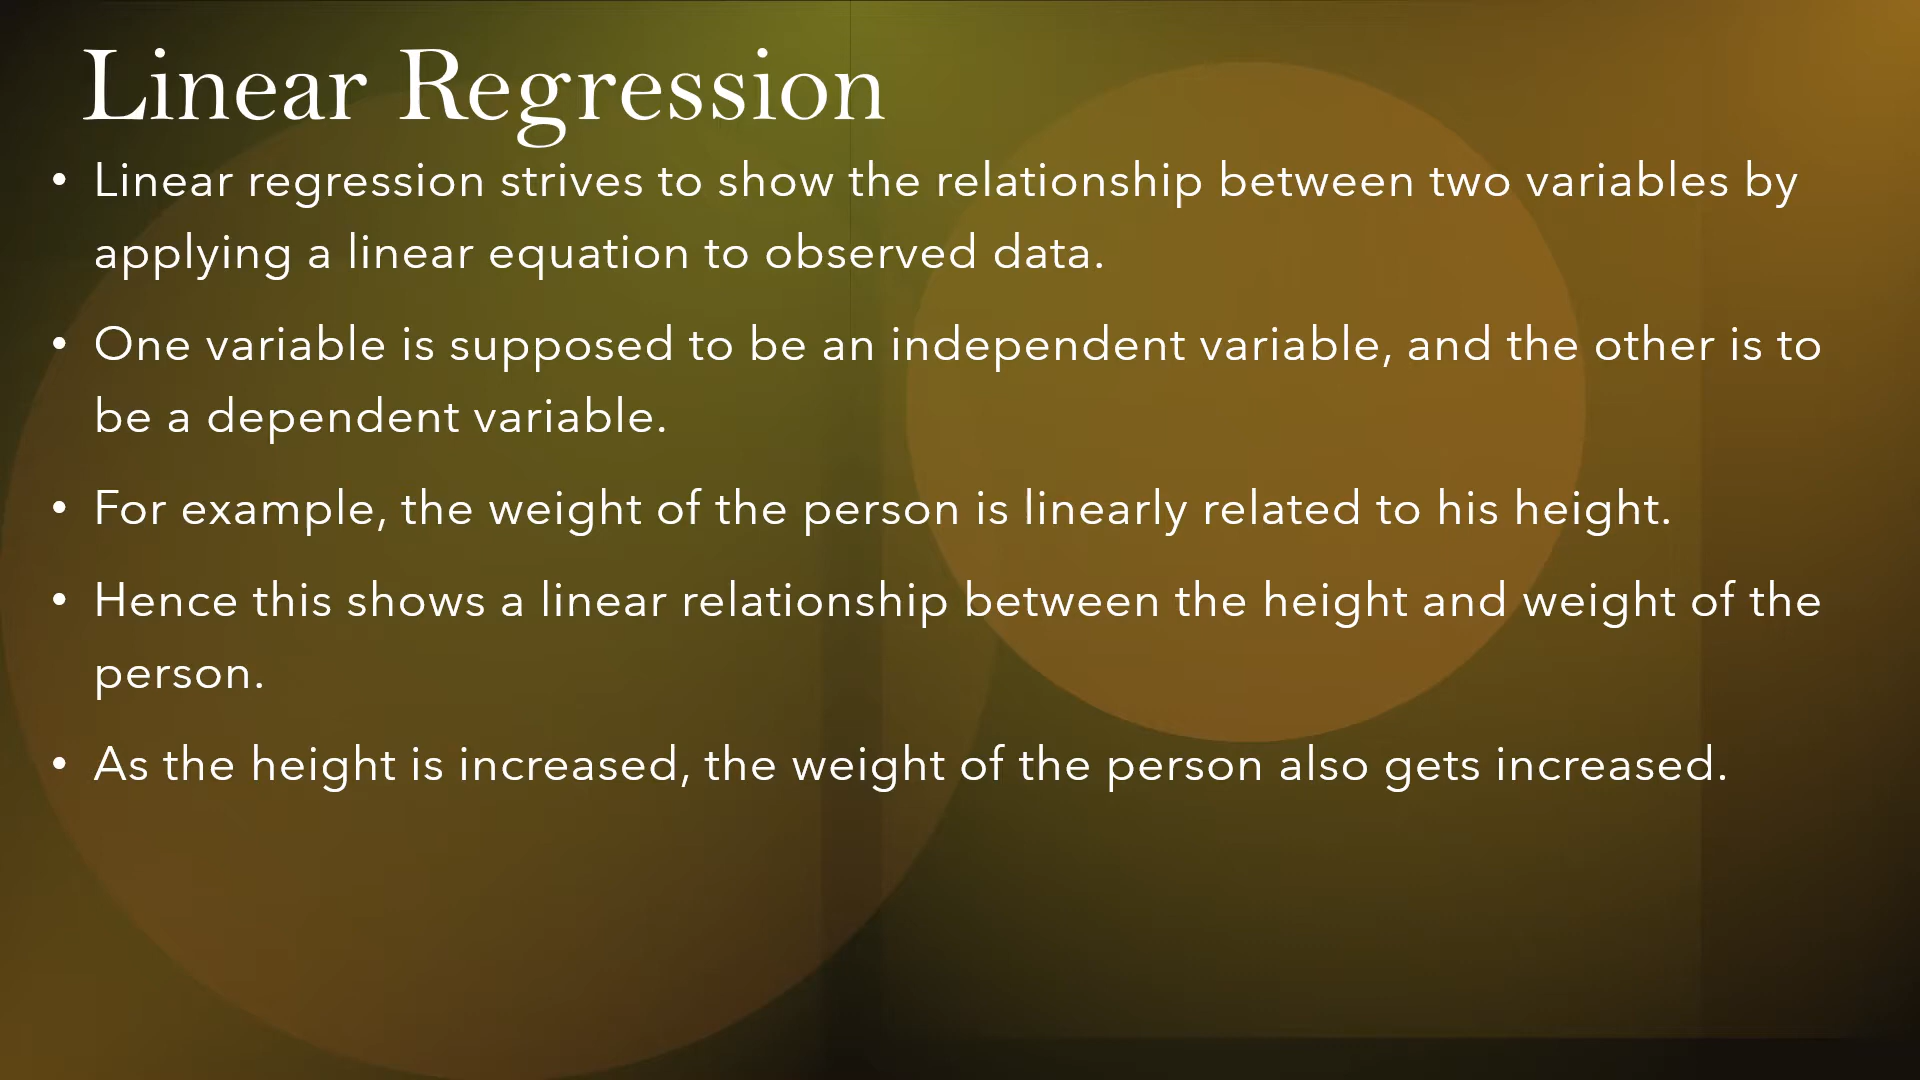 Linear Regression
• Linear regression strives to show the relationship between two variables by
applying a linear equation to observed data.
• One variable is supposed to be an independent variable, and the other is to
be a dependent variable.
• For example, the weight of the person is linearly related to his height.
• Hence this shows a linear relationship between the height and weight of the
person.
• As the height is increased, the weight of the person also gets increased.